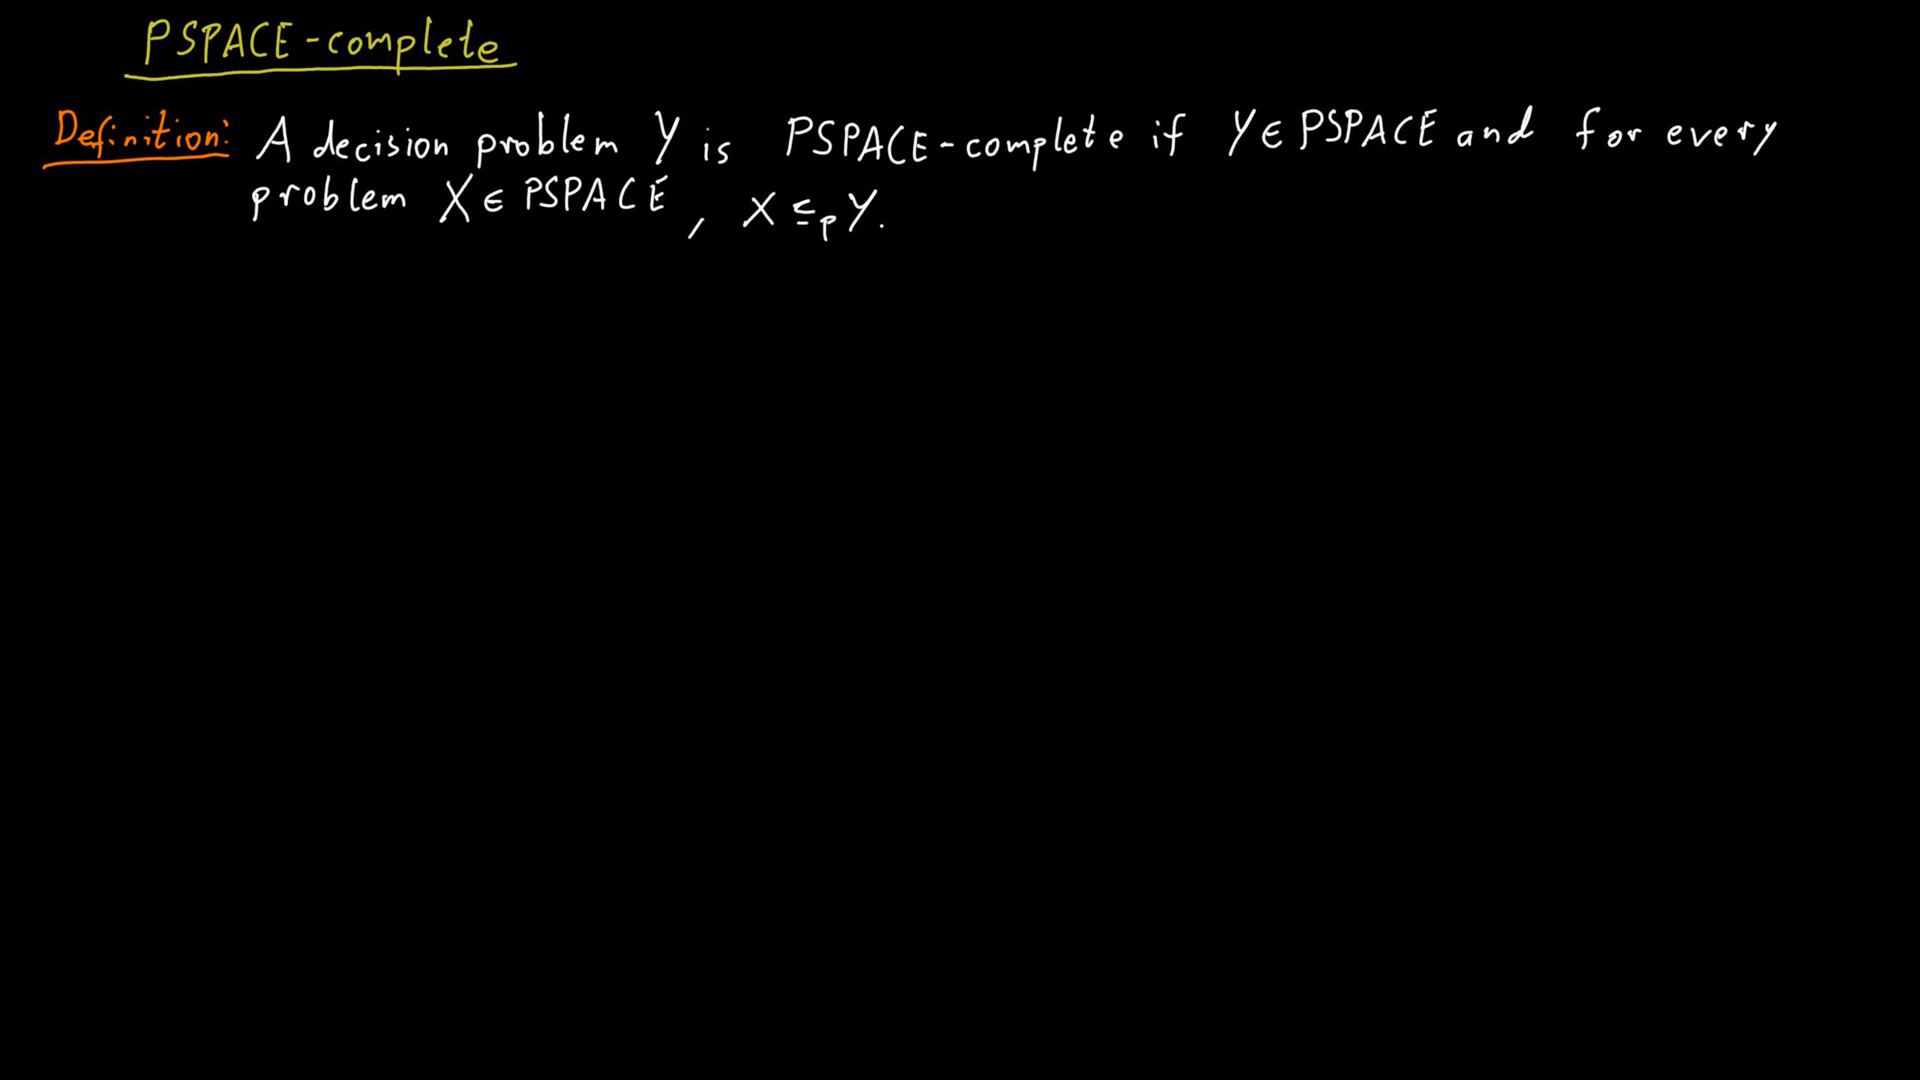 PSPACE-complete
Definition: A decision problem Y is PSPACE-complete if Y ∈ PSPACE and for every
problem X ∈ PSPACE, X ≤ₚ Y.